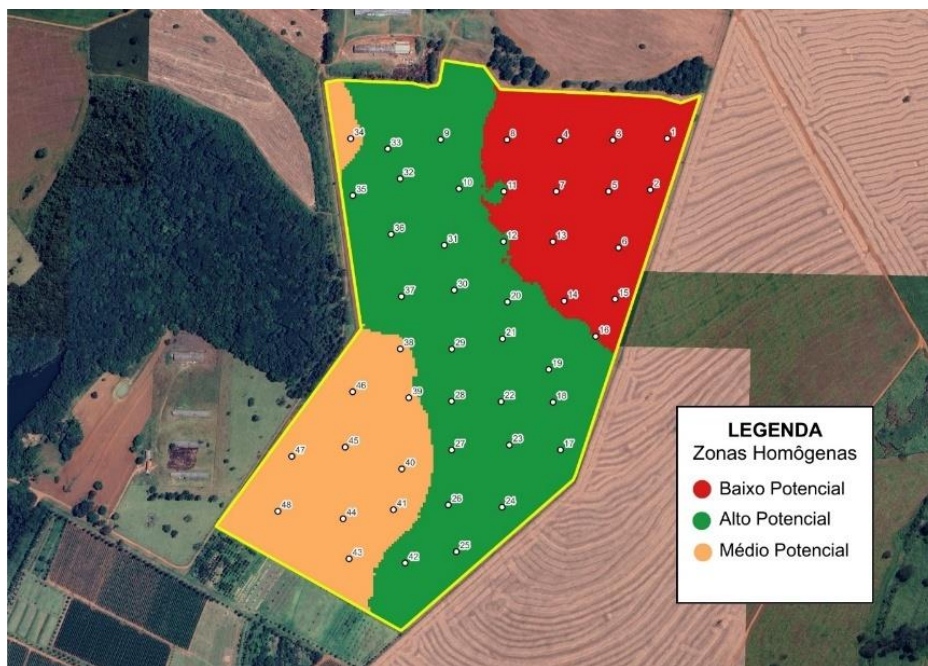 34 33 9 8 4 3 1
35 32 10 11 7 5 2
36 31 12 13 6
37 30 20 14 15
38 29 21 16
19
46 39 28 22 18
47 45 27 23 17
40
48 44 41 26 24
43 42 25
LEGENDA
Zonas Homôgenas
Baixo Potencial
Alto Potencial
Médio Potencial